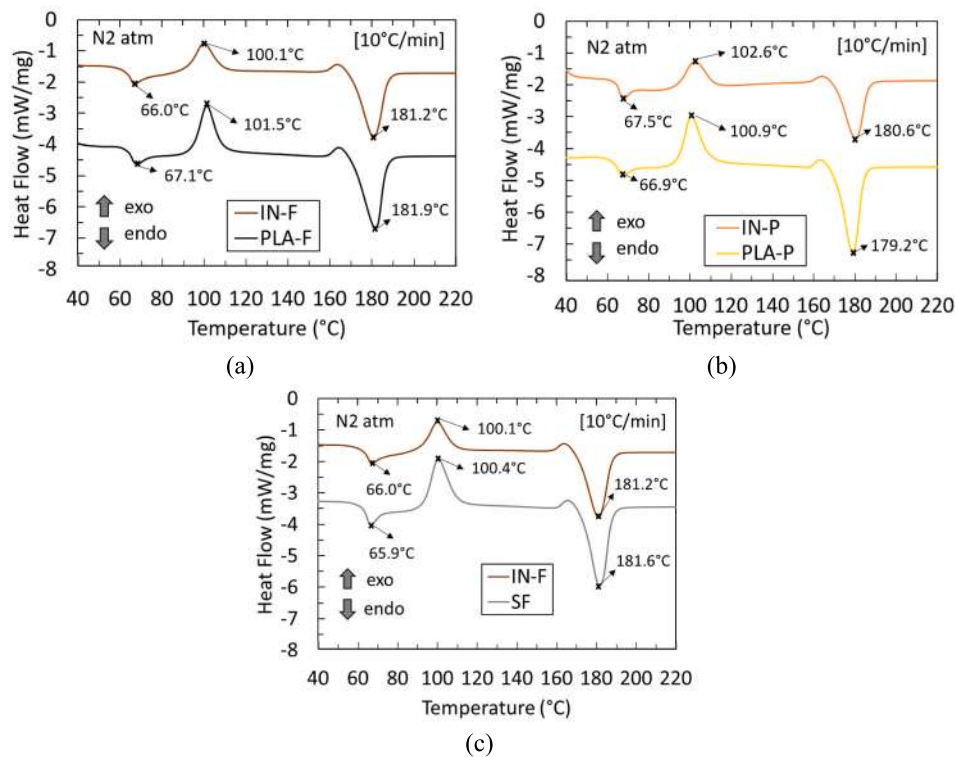 0
-1
-2
-3
-4
-5
-6
-7
-8
Heat Flow (mW/mg)
N2 atm
[10°C/min]
100.1°C
66.0°C
181.2°C
101.5°C
67.1°C
181.9°C
exo
endo
IN-F
PLA-F
40 60 80 100 120 140 160 180 200 220
Temperature (°C)
(a)
0
-1
-2
-3
-4
-5
-6
-7
-8
Heat Flow (mW/mg)
N2 atm
[10°C/min]
102.6°C
67.5°C
180.6°C
100.9°C
66.9°C
179.2°C
exo
endo
IN-P
PLA-P
40 60 80 100 120 140 160 180 200 220
Temperature (°C)
(b)
0
-1
-2
-3
-4
-5
-6
-7
-8
Heat Flow (mW/mg)
N2 atm
[10°C/min]
100.1°C
100.4°C
66.0°C
181.2°C
65.9°C
181.6°C
exo
endo
IN-F
SF
40 60 80 100 120 140 160 180 200 220
Temperature (°C)
(c)